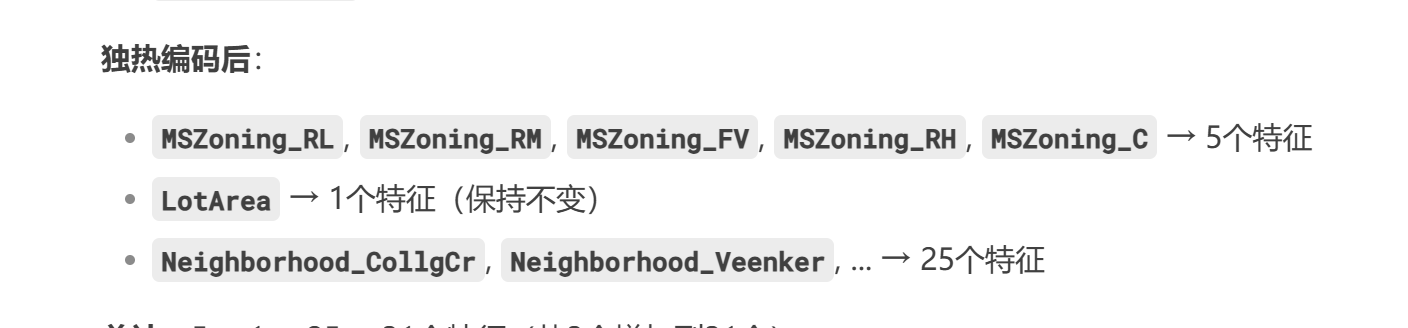 独热编码后：
• MSZoning_RL, MSZoning_RM, MSZoning_FV, MSZoning_RH, MSZoning_C → 5个特征
• LotArea → 1个特征（保持不变）
• Neighborhood_CollgCr, Neighborhood_Veenker, ... → 25个特征